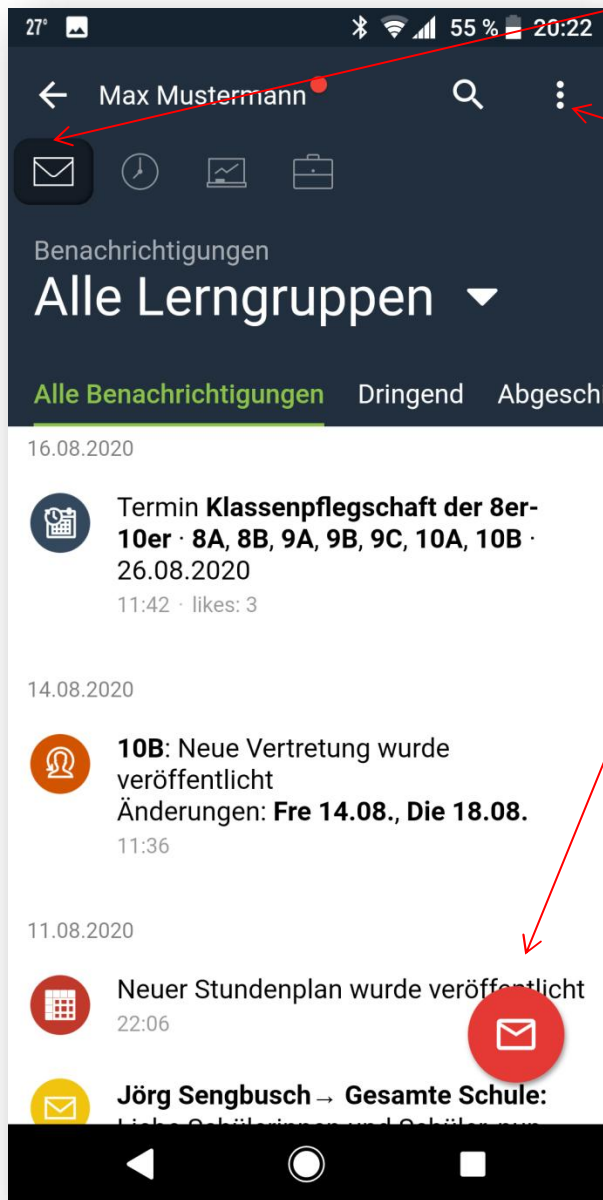 27° 55 % 20:22
Max Mustermann
Benachrichtigungen
Alle Lerngruppen
Alle Benachrichtigungen Dringend
16.08.2020
Termin Klassenpflegschaft der 8er-
10er · 8A, 8B, 9A, 9B, 9C, 10A, 10B ·
26.08.2020
11:42 · likes: 3
14.08.2020
10B: Neue Vertretung wurde
veröffentlicht
Änderungen: Fre 14.08., Die 18.08.
11:36
11.08.2020
Neuer Stundenplan wurde veröffentlicht
22:06
Jörg Sengbusch → Gesamte Schule: